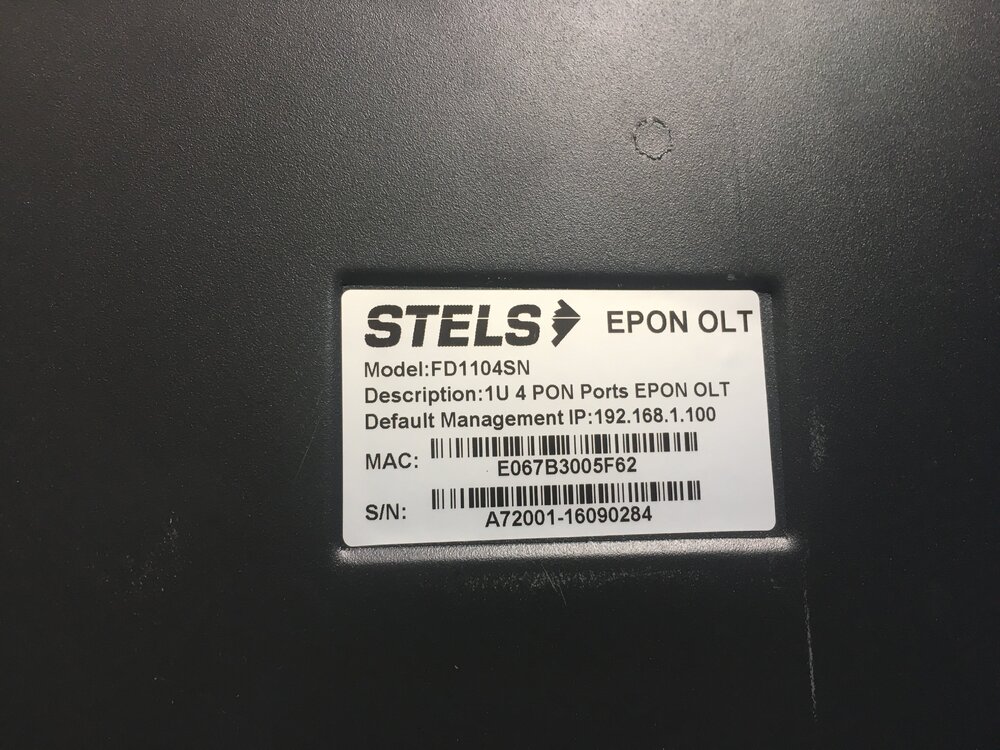 STELS EPON OLT
Model:FD1104SN
Description:1U 4 PON Ports EPON OLT
Default Management IP:192.168.1.100
MAC: E067B3005F62
S/N: A72001-16090284